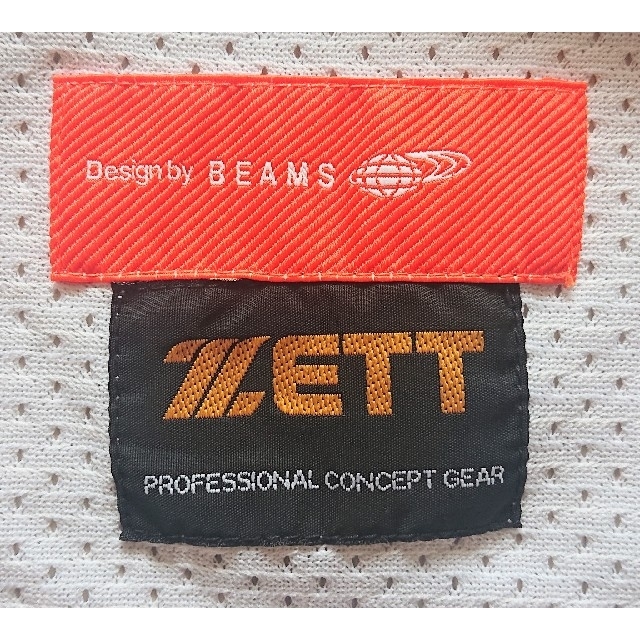 Design by BEAMS
ZETT
PROFESSIONAL CONCEPT GEAR